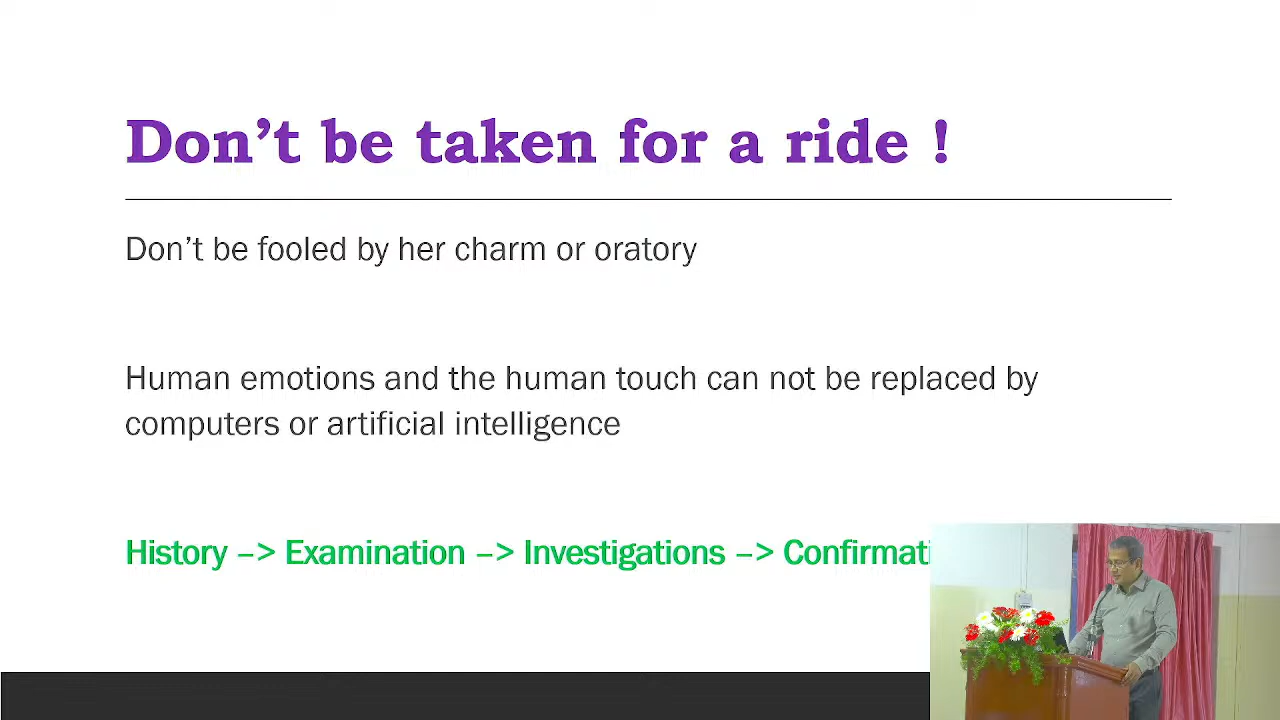 Don’t be taken for a ride !
Don’t be fooled by her charm or oratory
Human emotions and the human touch can not be replaced by
computers or artificial intelligence
History –> Examination –> Investigations –>